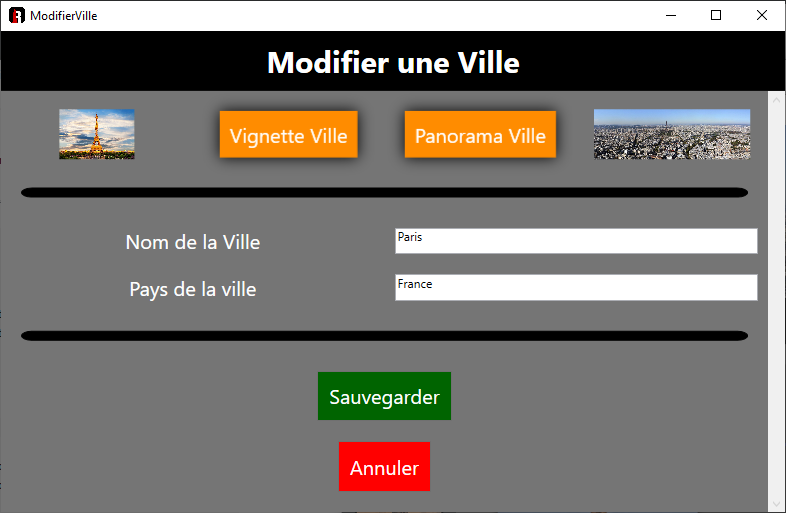 ModifierVille
Modifier une Ville
Vignette Ville
Panorama Ville
Nom de la Ville
Paris
Pays de la ville
France
Sauvegarder
Annuler